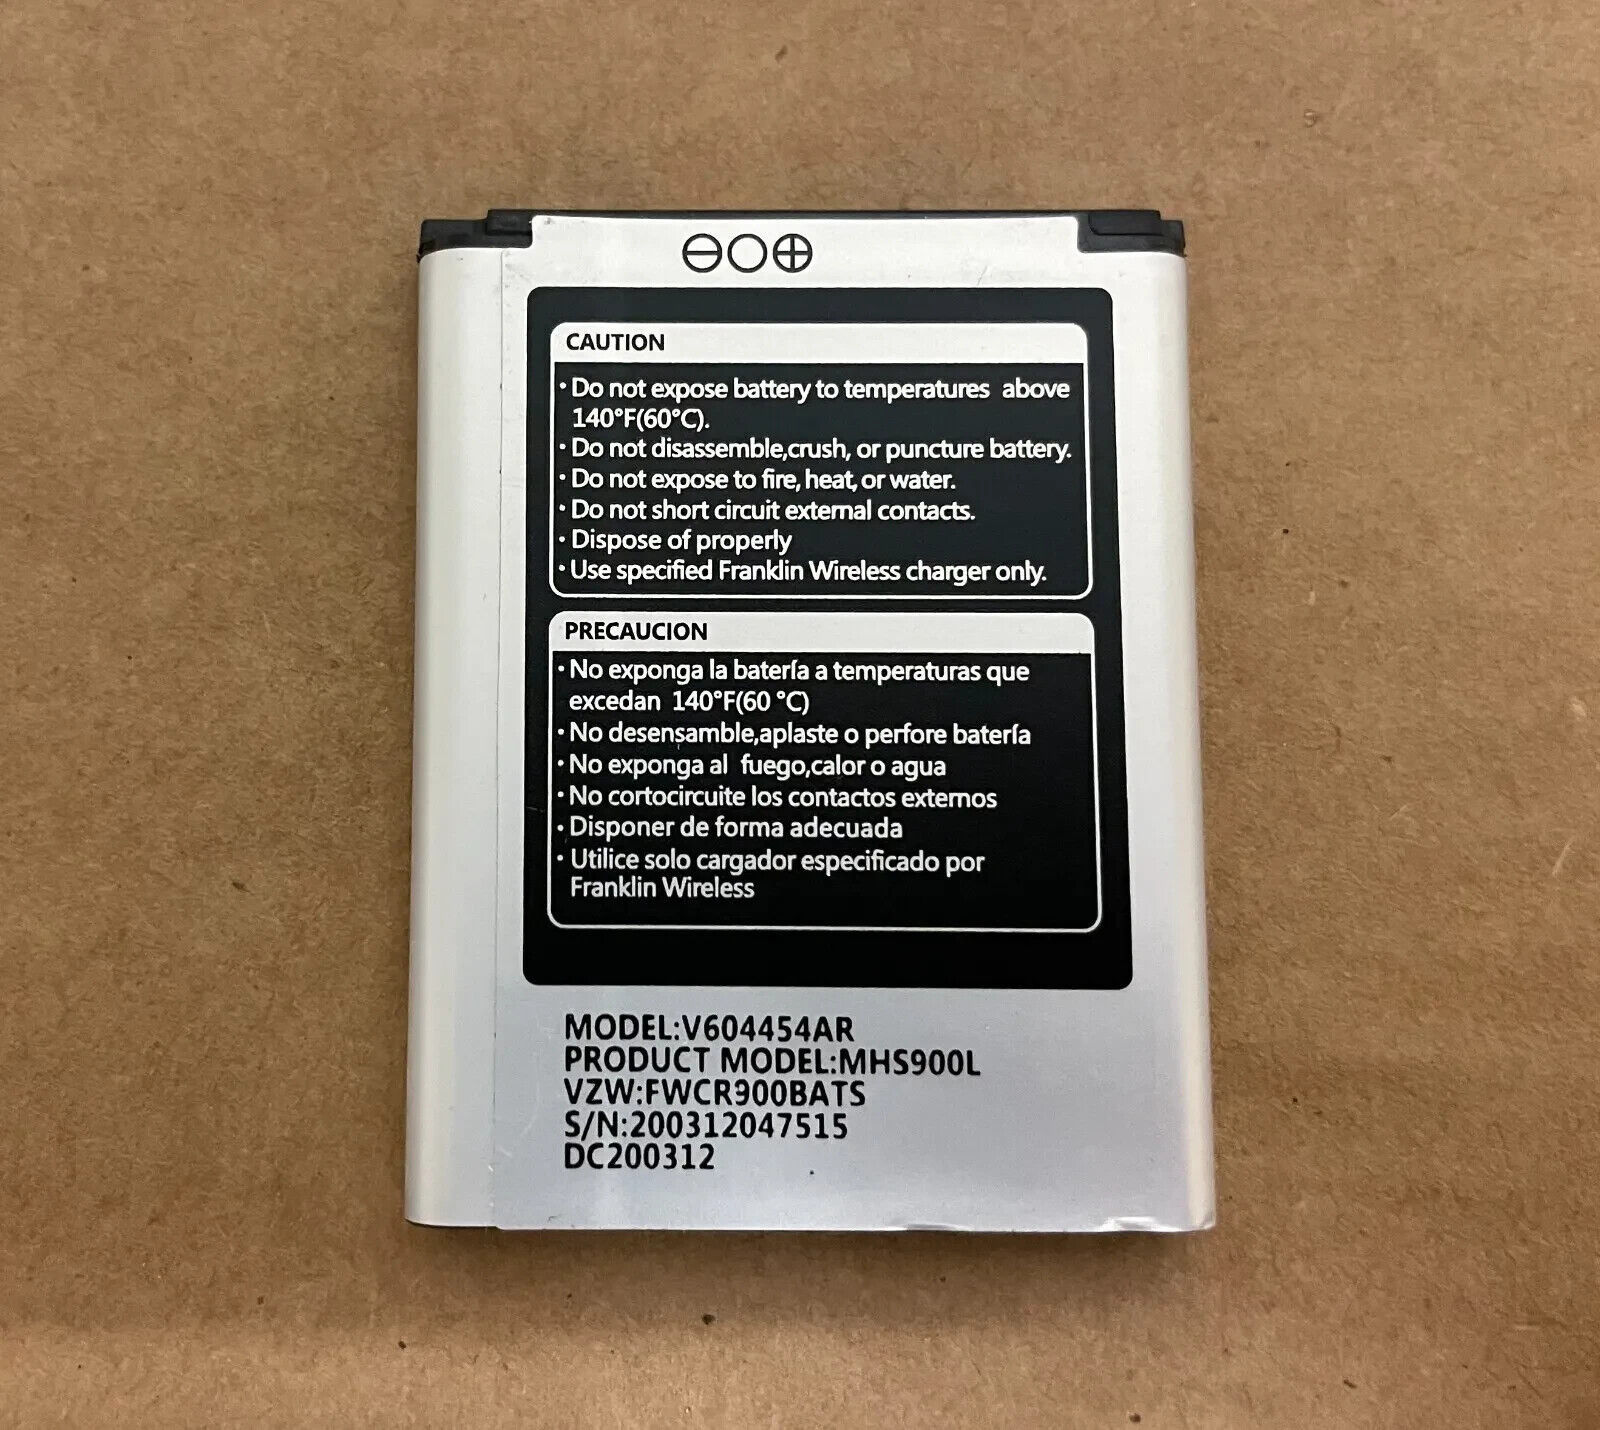 CAUTION
· Do not expose battery to temperatures above
140°F(60°C).
· Do not disassemble,crush, or puncture battery.
· Do not expose to fire, heat, or water.
· Do not short circuit external contacts.
· Dispose of properly
· Use specified Franklin Wireless charger only.
PRECAUCION
· No exponga la batería a temperaturas que
excedan 140°F(60 °C)
· No desensamble,aplaste o perfore batería
· No exponga al fuego,calor o agua
· No cortocircuite los contactos externos
· Disponer de forma adecuada
· Utilice solo cargador especificado por
Franklin Wireless
MODEL:V604454AR
PRODUCT MODEL:MHS900L
VZW:FWCR900BATS
S/N:200312047515
DC200312